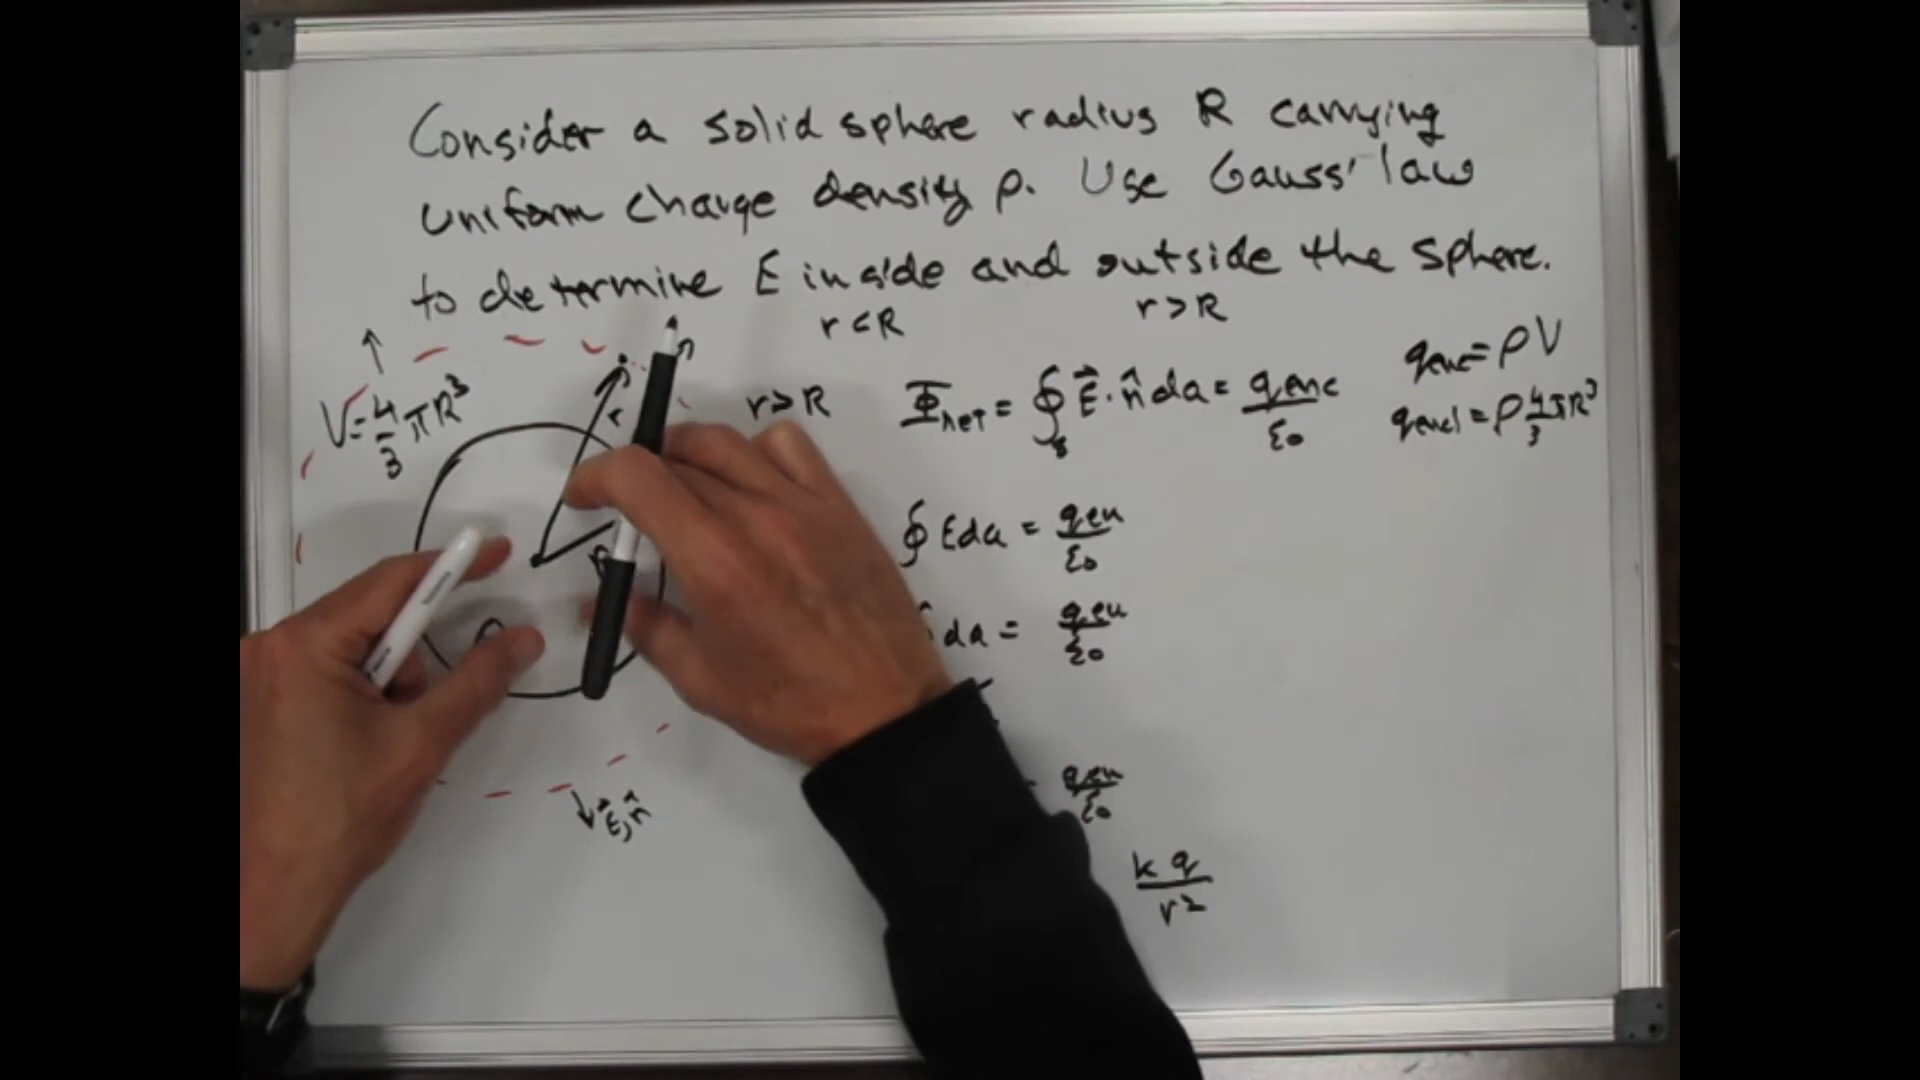 Consider a solid sphere radius R carrying
uniform charge density ρ. Use Gauss' law
to determine E inside and outside the sphere.
r < R
r > R
V = 4/3 πR³
r
R
E⃗, n̂
r > R
Φnet = ∮s E⃗ · n̂ da = qenc/ε0
qenc = ρV
qencl = ρ 4/3 πR³
∮ E da = qen/ε0
da = qen/ε0
qen/ε0
kq/r²